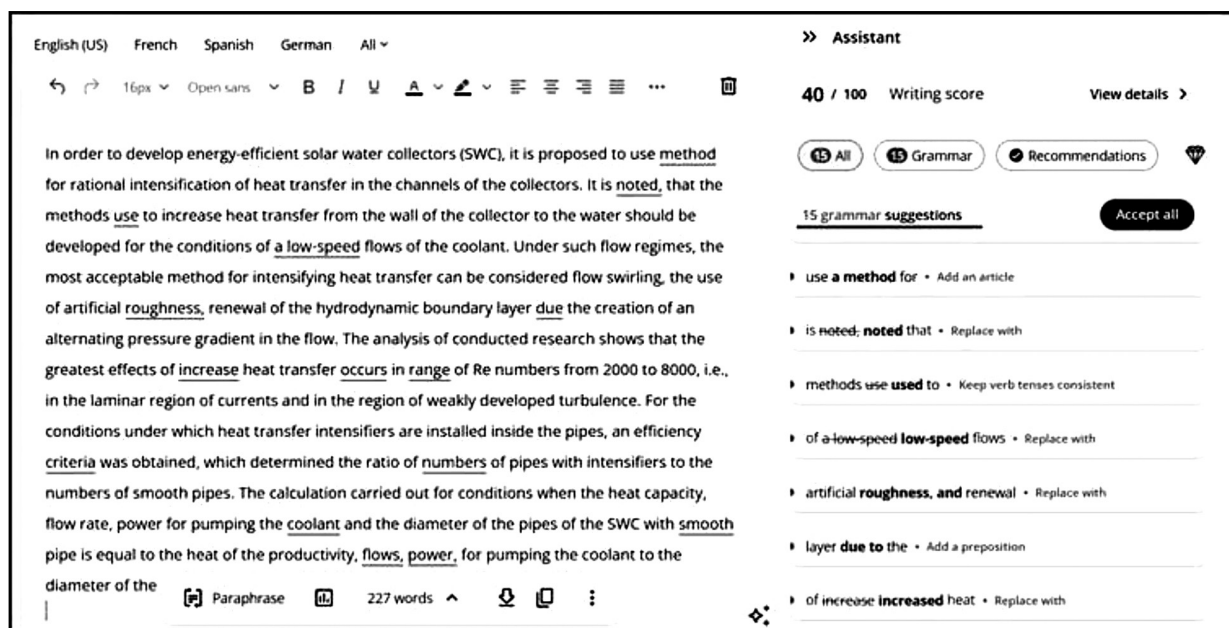 English (US) French Spanish German All
16px Open sans B I U A
In order to develop energy-efficient solar water collectors (SWC), it is proposed to use method
for rational intensification of heat transfer in the channels of the collectors. It is noted, that the
methods use to increase heat transfer from the wall of the collector to the water should be
developed for the conditions of a low-speed flows of the coolant. Under such flow regimes, the
most acceptable method for intensifying heat transfer can be considered flow swirling, the use
of artificial roughness, renewal of the hydrodynamic boundary layer due the creation of an
alternating pressure gradient in the flow. The analysis of conducted research shows that the
greatest effects of increase heat transfer occurs in range of Re numbers from 2000 to 8000, i.e.,
in the laminar region of currents and in the region of weakly developed turbulence. For the
conditions under which heat transfer intensifiers are installed inside the pipes, an efficiency
criteria was obtained, which determined the ratio of numbers of pipes with intensifiers to the
numbers of smooth pipes. The calculation carried out for conditions when the heat capacity,
flow rate, power for pumping the coolant and the diameter of the pipes of the SWC with smooth
pipe is equal to the heat of the productivity, flows, power, for pumping the coolant to the
diameter of the
Paraphrase 227 words
Assistant
40 / 100 Writing score View details
15 All 15 Grammar Recommendations
15 grammar suggestions Accept all
use a method for • Add an article
is noted, noted that • Replace with
methods use used to • Keep verb tenses consistent
of a low-speed low-speed flows • Replace with
artificial roughness, and renewal • Replace with
layer due to the • Add a preposition
of increase increased heat • Replace with